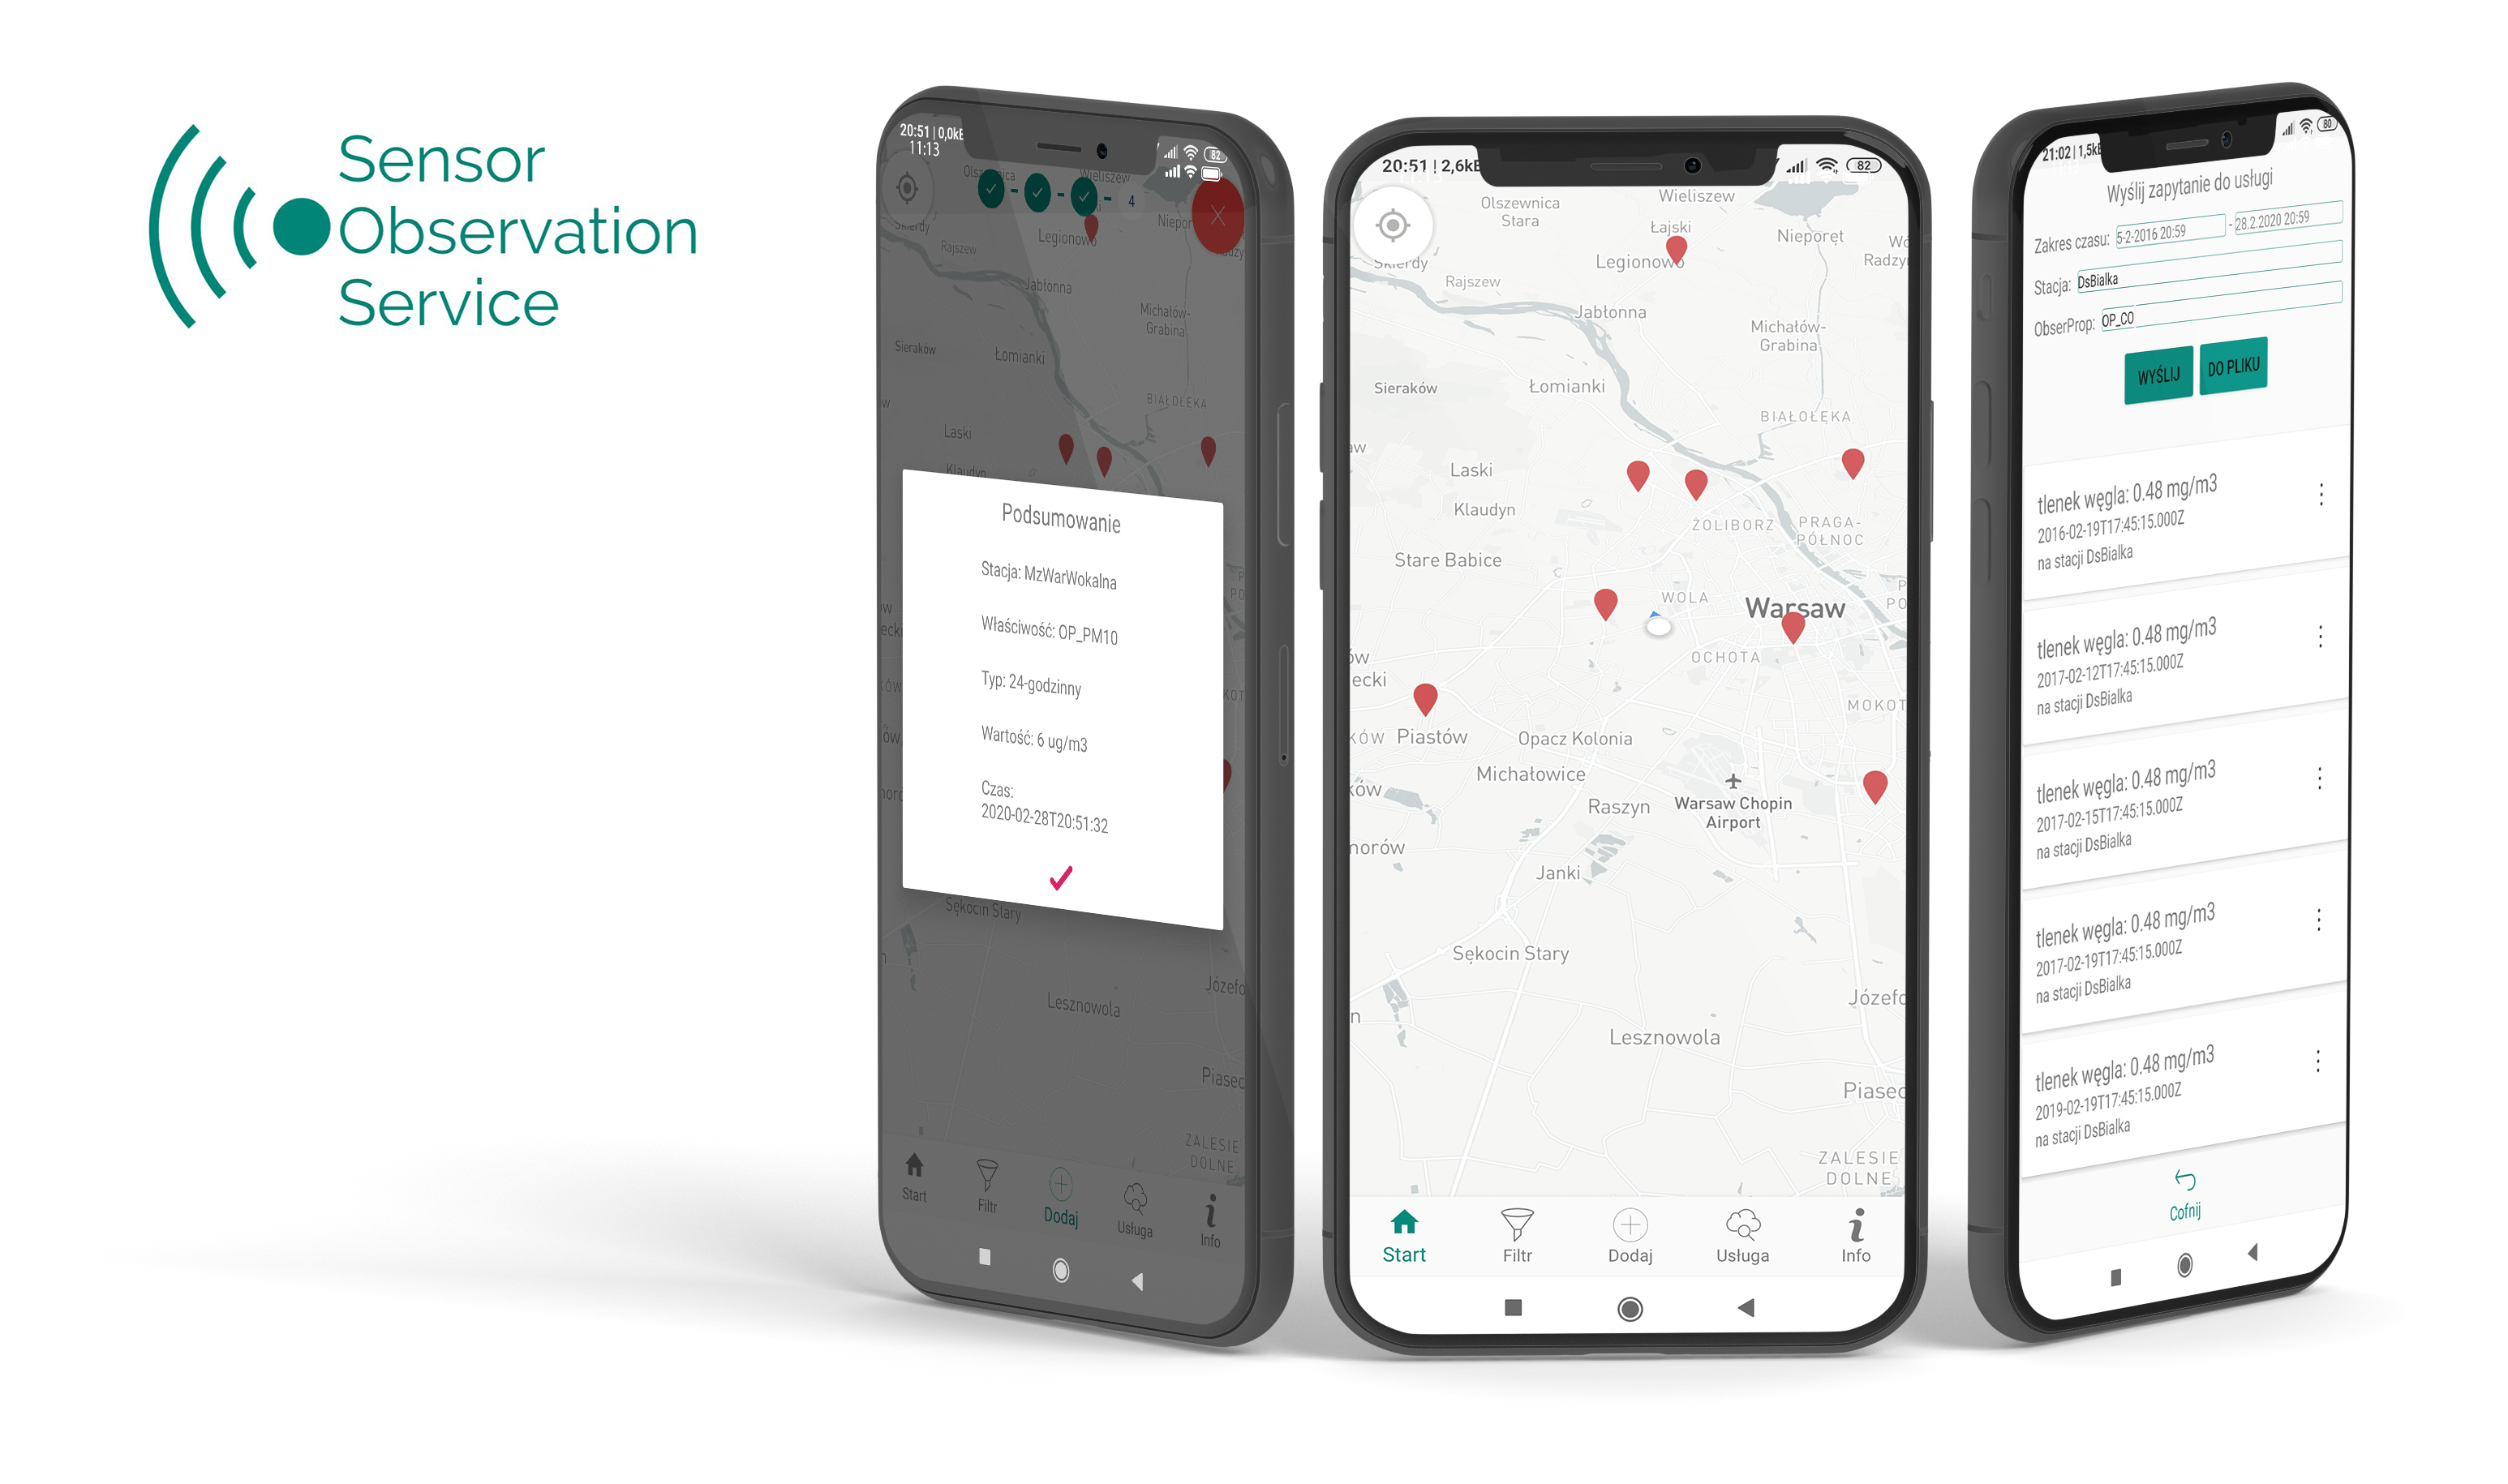 Sensor
Observation
Service
20:51 | 0,0kB
11:13
82
Wieliszew
4
Skierdy
Legionowo
Rajszew
Jabłonna
Michałów-
Grabina
Sieraków
Łomianki
BIAŁOŁĘKA
Laski
Klaudyn
Podsumowanie
Stacja: MzWarWokalna
Właściwość: OP_PM10
Typ: 24-godzinny
Wartość: 6 ug/m3
Czas:
2020-02-28T20:51:32
Sękocin Stary
Lesznowola
ZALESIE
DOLNE
Start
Filtr
Dodaj
Usługa
Info
20:51 | 2,6kB
82
Olszewnica
Stara
Wieliszew
Łajski
Nieporęt
Skierdy
Legionowo
Radzy
Rajszew
Jabłonna
Michałów-
Grabina
Sieraków
Łomianki
BIAŁOŁĘKA
Laski
Klaudyn
ŻOLIBORZ
PRAGA-
PÓŁNOC
Stare Babice
WOLA
Warsaw
OCHOTA
ecki
MOKOT
KÓW
Piastów
Opacz Kolonia
Michałowice
Raszyn
Warsaw Chopin
Airport
morów
Janki
Sękocin Stary
Józefo
Lesznowola
Piasec
ZALESIE
DOLNE
Start
Filtr
Dodaj
Usługa
Info
21:02 | 1,5kB
80
Wyślij zapytanie do usługi
Zakres czasu: 5-2-2016 20:59 - 28.2.2020 20:59
Stacja: DsBialka
ObserProp: OP_CO
WYŚLIJ
DO PLIKU
tlenek węgla: 0.48 mg/m3
2016-02-19T17:45:15.000Z
na stacji DsBialka
tlenek węgla: 0.48 mg/m3
2017-02-12T17:45:15.000Z
na stacji DsBialka
tlenek węgla: 0.48 mg/m3
2017-02-15T17:45:15.000Z
na stacji DsBialka
tlenek węgla: 0.48 mg/m3
2017-02-19T17:45:15.000Z
na stacji DsBialka
tlenek węgla: 0.48 mg/m3
2019-02-19T17:45:15.000Z
na stacji DsBialka
Cofnij